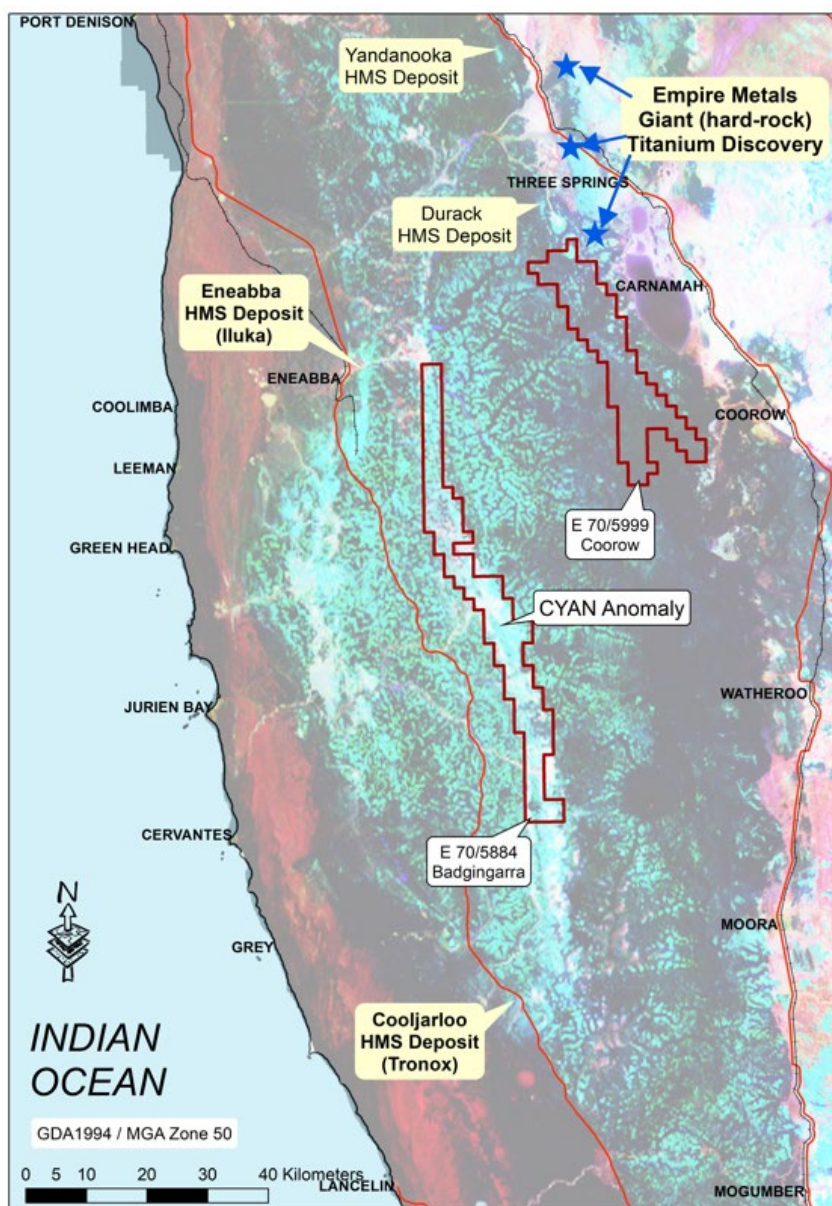 PORT DENISON
Yandanooka
HMS Deposit
Empire Metals
Giant (hard-rock)
Titanium Discovery
THREE SPRINGS
Durack
HMS Deposit
CARNAMAH
Eneabba
HMS Deposit
(Iluka)
ENEABBA
COOLIMBA
COOROW
LEEMAN
E 70/5999
Coorow
GREEN HEAD
CYAN Anomaly
WATHEROO
JURIEN BAY
CERVANTES
E 70/5884
Badgingarra
N
MOORA
GREY
Cooljarloo
HMS Deposit
(Tronox)
INDIAN
OCEAN
GDA1994 / MGA Zone 50
0 5 10 20 30 40 Kilometers
LANCELIN
MOGUMBER